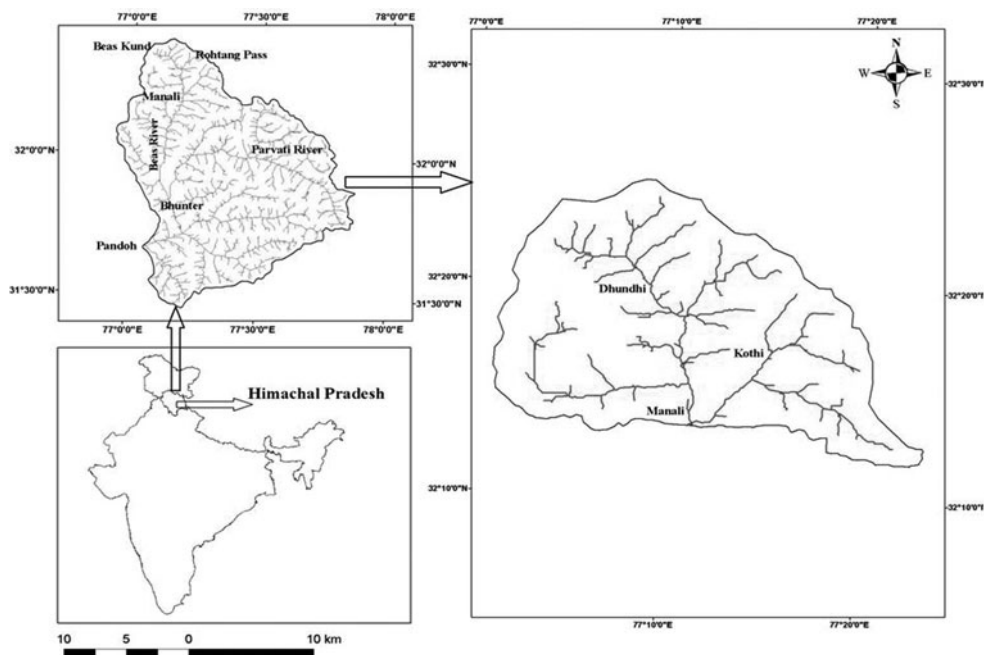 77°0'0"E 77°30'0"E 78°0'0"E
Beas Kund
Rohtang Pass
Manali
Beas River
Parvati River
Bhunter
Pandoh
32°0'0"N
32°0'0"N
31°30'0"N
31°30'0"N
77°0'0"E 77°30'0"E 78°0'0"E
Himachal Pradesh
10 5 0 10 km
77°0'0"E 77°10'0"E 77°20'0"E
N
W E
S
32°30'0"N
32°30'0"N
32°20'0"N
32°20'0"N
Dhundhi
Kothi
Manali
32°10'0"N
32°10'0"N
77°10'0"E 77°20'0"E